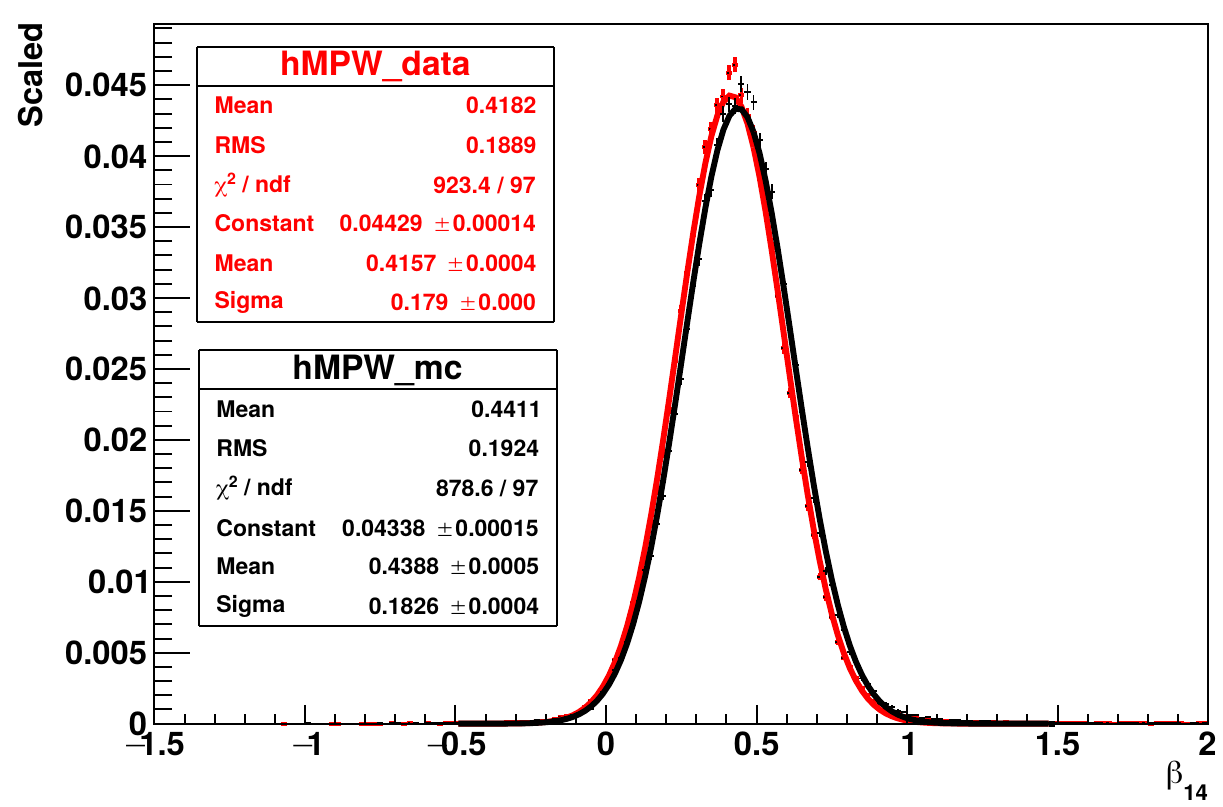 Scaled
0.045
0.04
0.035
0.03
0.025
0.02
0.015
0.01
0.005
0
hMPW_data
Mean 0.4182
RMS 0.1889
χ² / ndf 923.4 / 97
Constant 0.04429 ±0.00014
Mean 0.4157 ±0.0004
Sigma 0.179 ±0.000
hMPW_mc
Mean 0.4411
RMS 0.1924
χ² / ndf 878.6 / 97
Constant 0.04338 ±0.00015
Mean 0.4388 ±0.0005
Sigma 0.1826 ±0.0004
−1.5 −1 −0.5 0 0.5 1 1.5 2
β₁₄